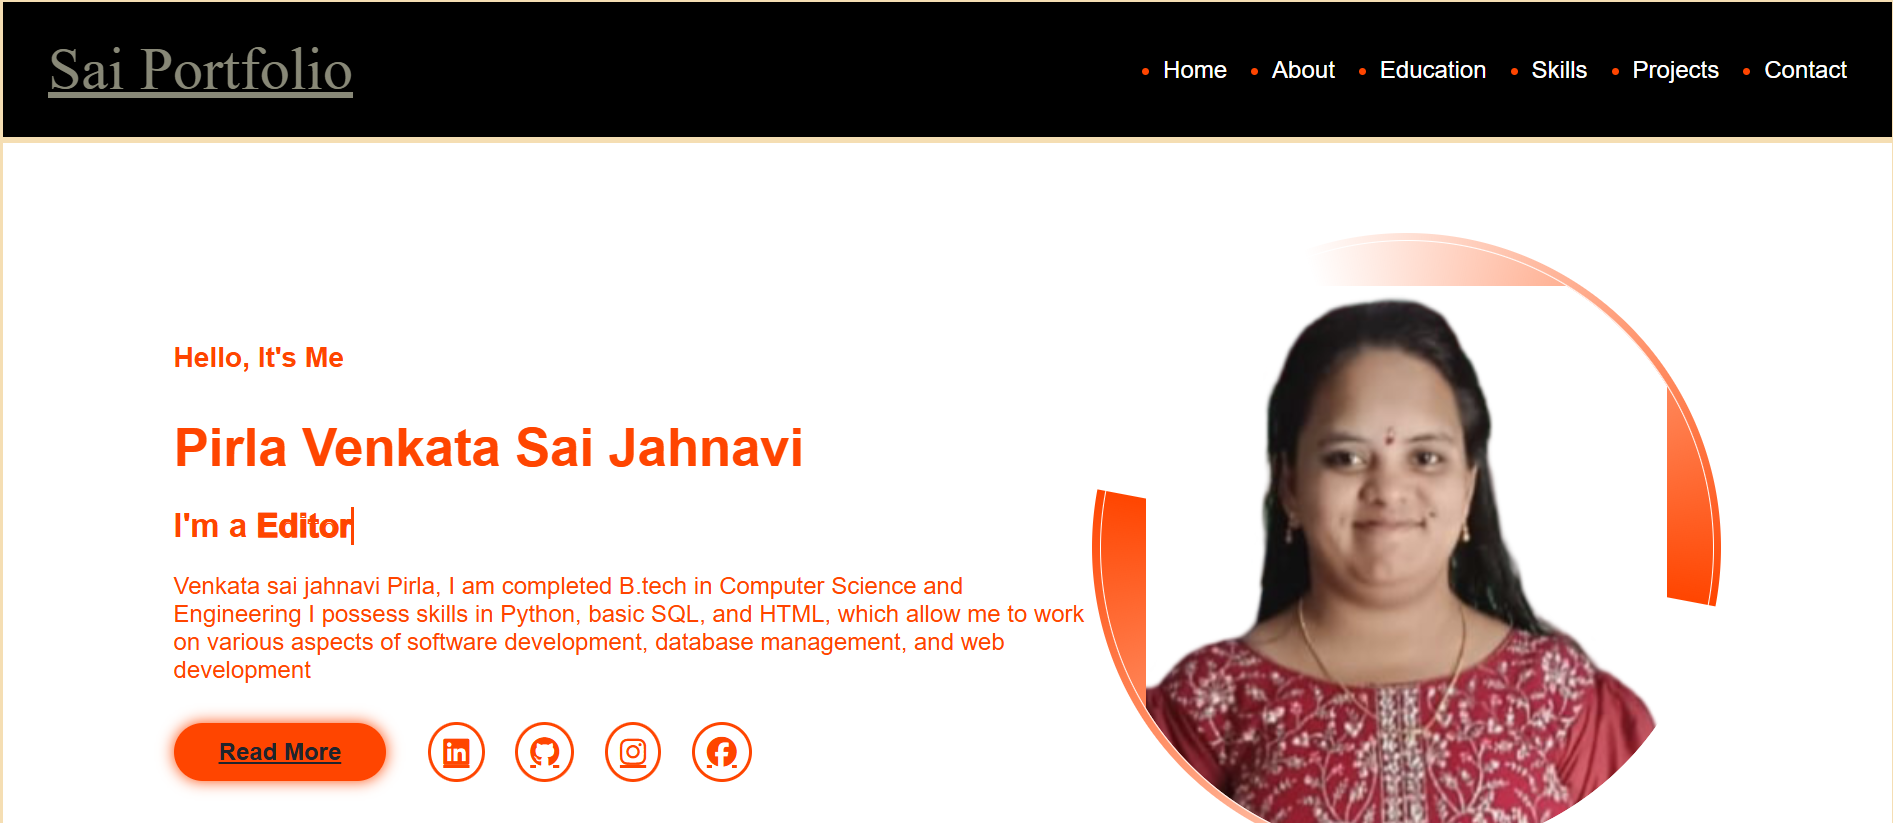 Sai Portfolio
Home
About
Education
Skills
Projects
Contact
Hello, It's Me
Pirla Venkata Sai Jahnavi
I'm a Editor
Venkata sai jahnavi Pirla, I am completed B.tech in Computer Science and
Engineering I possess skills in Python, basic SQL, and HTML, which allow me to work
on various aspects of software development, database management, and web
development
Read More